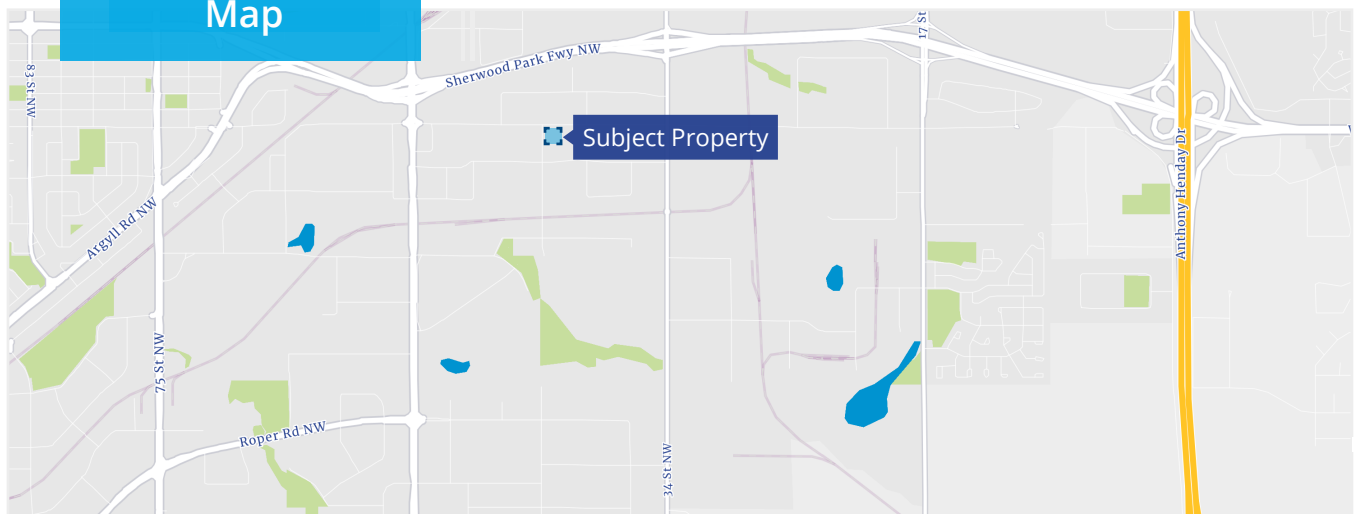 Map
17 St
Sherwood Park Fwy NW
83 St NW
Subject Property
Anthony Henday Dr
Argyll Rd NW
75 St NW
Roper Rd NW
34 St NW